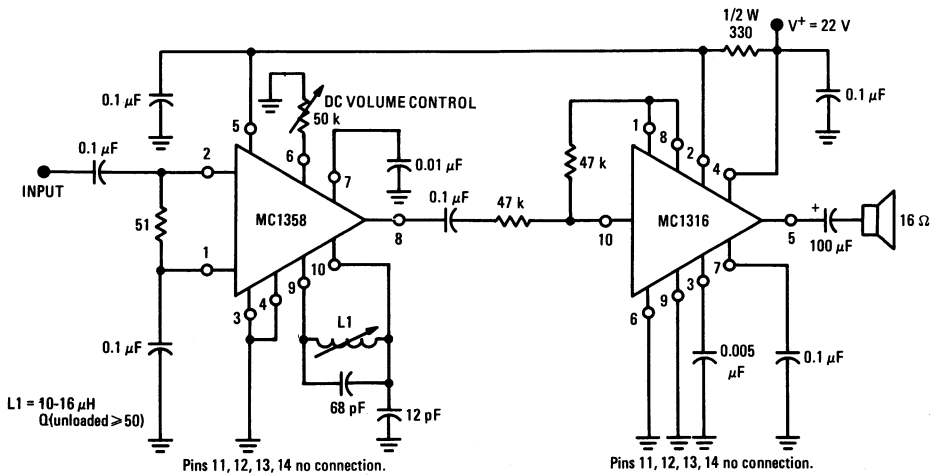 1/2 W
330
V+ = 22 V
0.1 µF
DC VOLUME CONTROL
50 k
0.1 µF
5
6
7
0.01 µF
1
8
2
4
47 k
0.1 µF
INPUT
2
51
MC1358
8
0.1 µF
47 k
10
MC1316
5
+
100 µF
16 Ω
1
3
4
9
10
6
9
3
7
L1
0.1 µF
68 pF
12 pF
0.005
µF
0.1 µF
L1 = 10-16 µH
Q(unloaded ≥ 50)
Pins 11, 12, 13, 14 no connection.
Pins 11, 12, 13, 14 no connection.